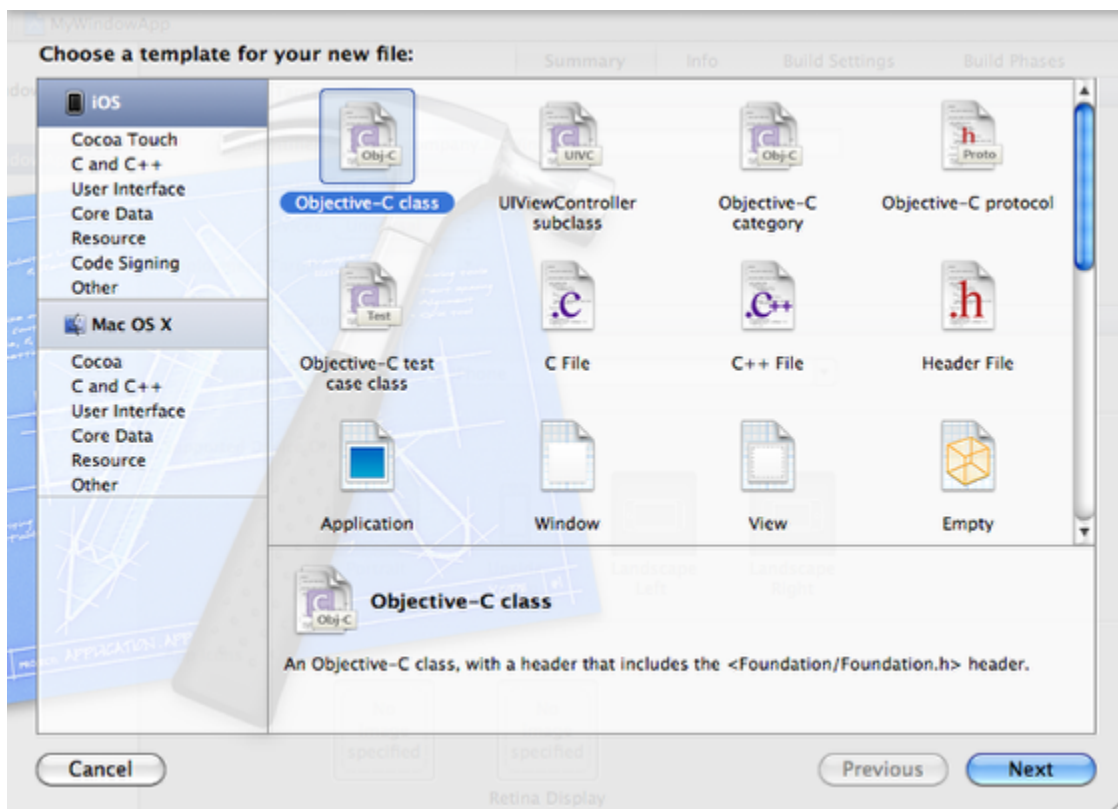 MyWindowApp
Choose a template for your new file:
Summary Info Build Settings Build Phases
iOS
Cocoa Touch
C and C++
User Interface
Core Data
Resource
Code Signing
Other
Mac OS X
Cocoa
C and C++
User Interface
Core Data
Resource
Other
Obj-C
UIVC
Obj-C
h
Proto
Objective-C class
UIViewController
subclass
Objective-C
category
Objective-C protocol
Test
.c
.C++
.h
Objective-C test
case class
C File
C++ File
Header File
Application
Window
View
Empty
Landscape
Left
Landscape
Right
Obj-C
Objective-C class
An Objective-C class, with a header that includes the <Foundation/Foundation.h> header.
No
image
specified
No
image
specified
Cancel
Previous
Next
Retina Display